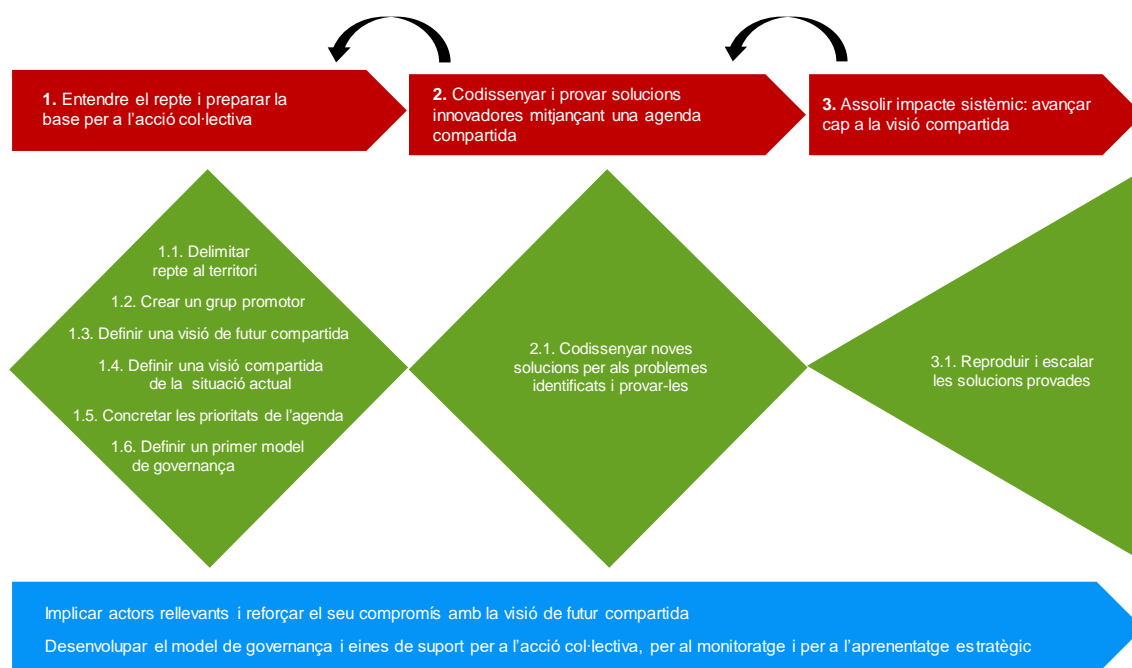 1. Entendre el repte i preparar la
base per a l’acció col·lectiva
2. Codissenyar i provar solucions
innovadores mitjançant una agenda
compartida
3. Assolir impacte sistèmic: avançar
cap a la visió compartida
1.1. Delimitar
repte al territori
1.2. Crear un grup promotor
1.3. Definir una visió de futur compartida
1.4. Definir una visió compartida
de la situació actual
1.5. Concretar les prioritats de l’agenda
1.6. Definir un primer model
de governança
2.1. Codissenyar noves
solucions per als problemes
identificats i provar-les
3.1. Reproduir i escalar
les solucions provades
Implicar actors rellevants i reforçar el seu compromís amb la visió de futur compartida
Desenvolupar el model de governança i eines de suport per a l’acció col·lectiva, per al monitoratge i per a l’aprenentatge estratègic